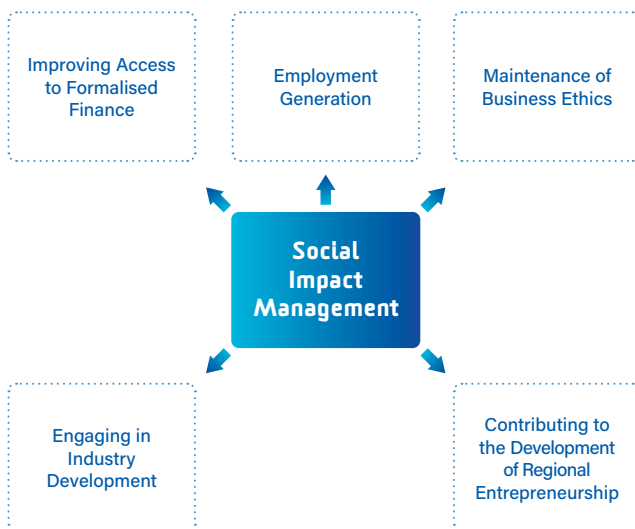 Improving Access
to Formalised
Finance
Employment
Generation
Maintenance of
Business Ethics
Social
Impact
Management
Engaging in
Industry
Development
Contributing to
the Development
of Regional
Entrepreneurship